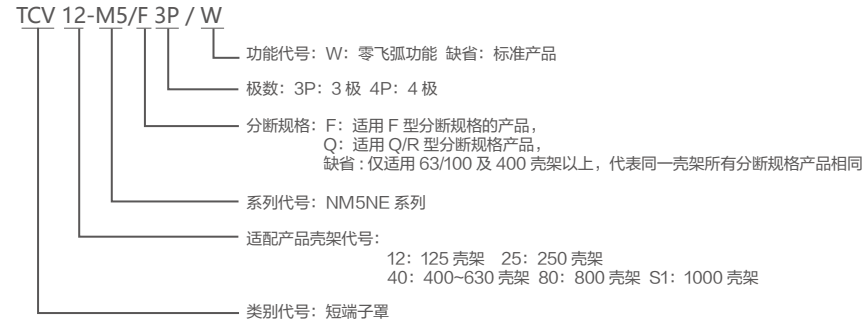 TCV 12-M5/F 3P / W
功能代号：W：零飞弧功能 缺省：标准产品
极数：3P：3 极 4P：4 极
分断规格：F：适用 F 型分断规格的产品，
Q：适用 Q/R 型分断规格产品，
缺省：仅适用 63/100 及 400 壳架以上，代表同一壳架所有分断规格产品相同
系列代号：NM5NE 系列
适配产品壳架代号：
12：125 壳架 25：250 壳架
40：400~630 壳架 80：800 壳架 S1：1000 壳架
类别代号：短端子罩